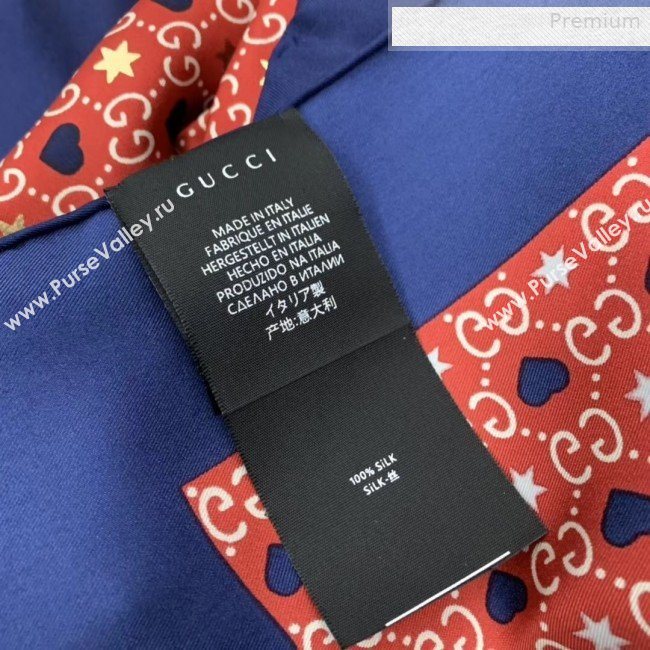 Premium
GUCCI
MADE IN ITALY
FABRIQUE EN ITALIE
HERGESTELLT IN ITALIEN
HECHO EN ITALIA
PRODUZIDO NA ITALIA
СДЕЛАНО В ИТАЛИИ
イタリア製
产地:意大利
100% SiLK
SiLK-丝
www.PurseValley.ru
www.PurseValley.ru
www.PurseValley.ru